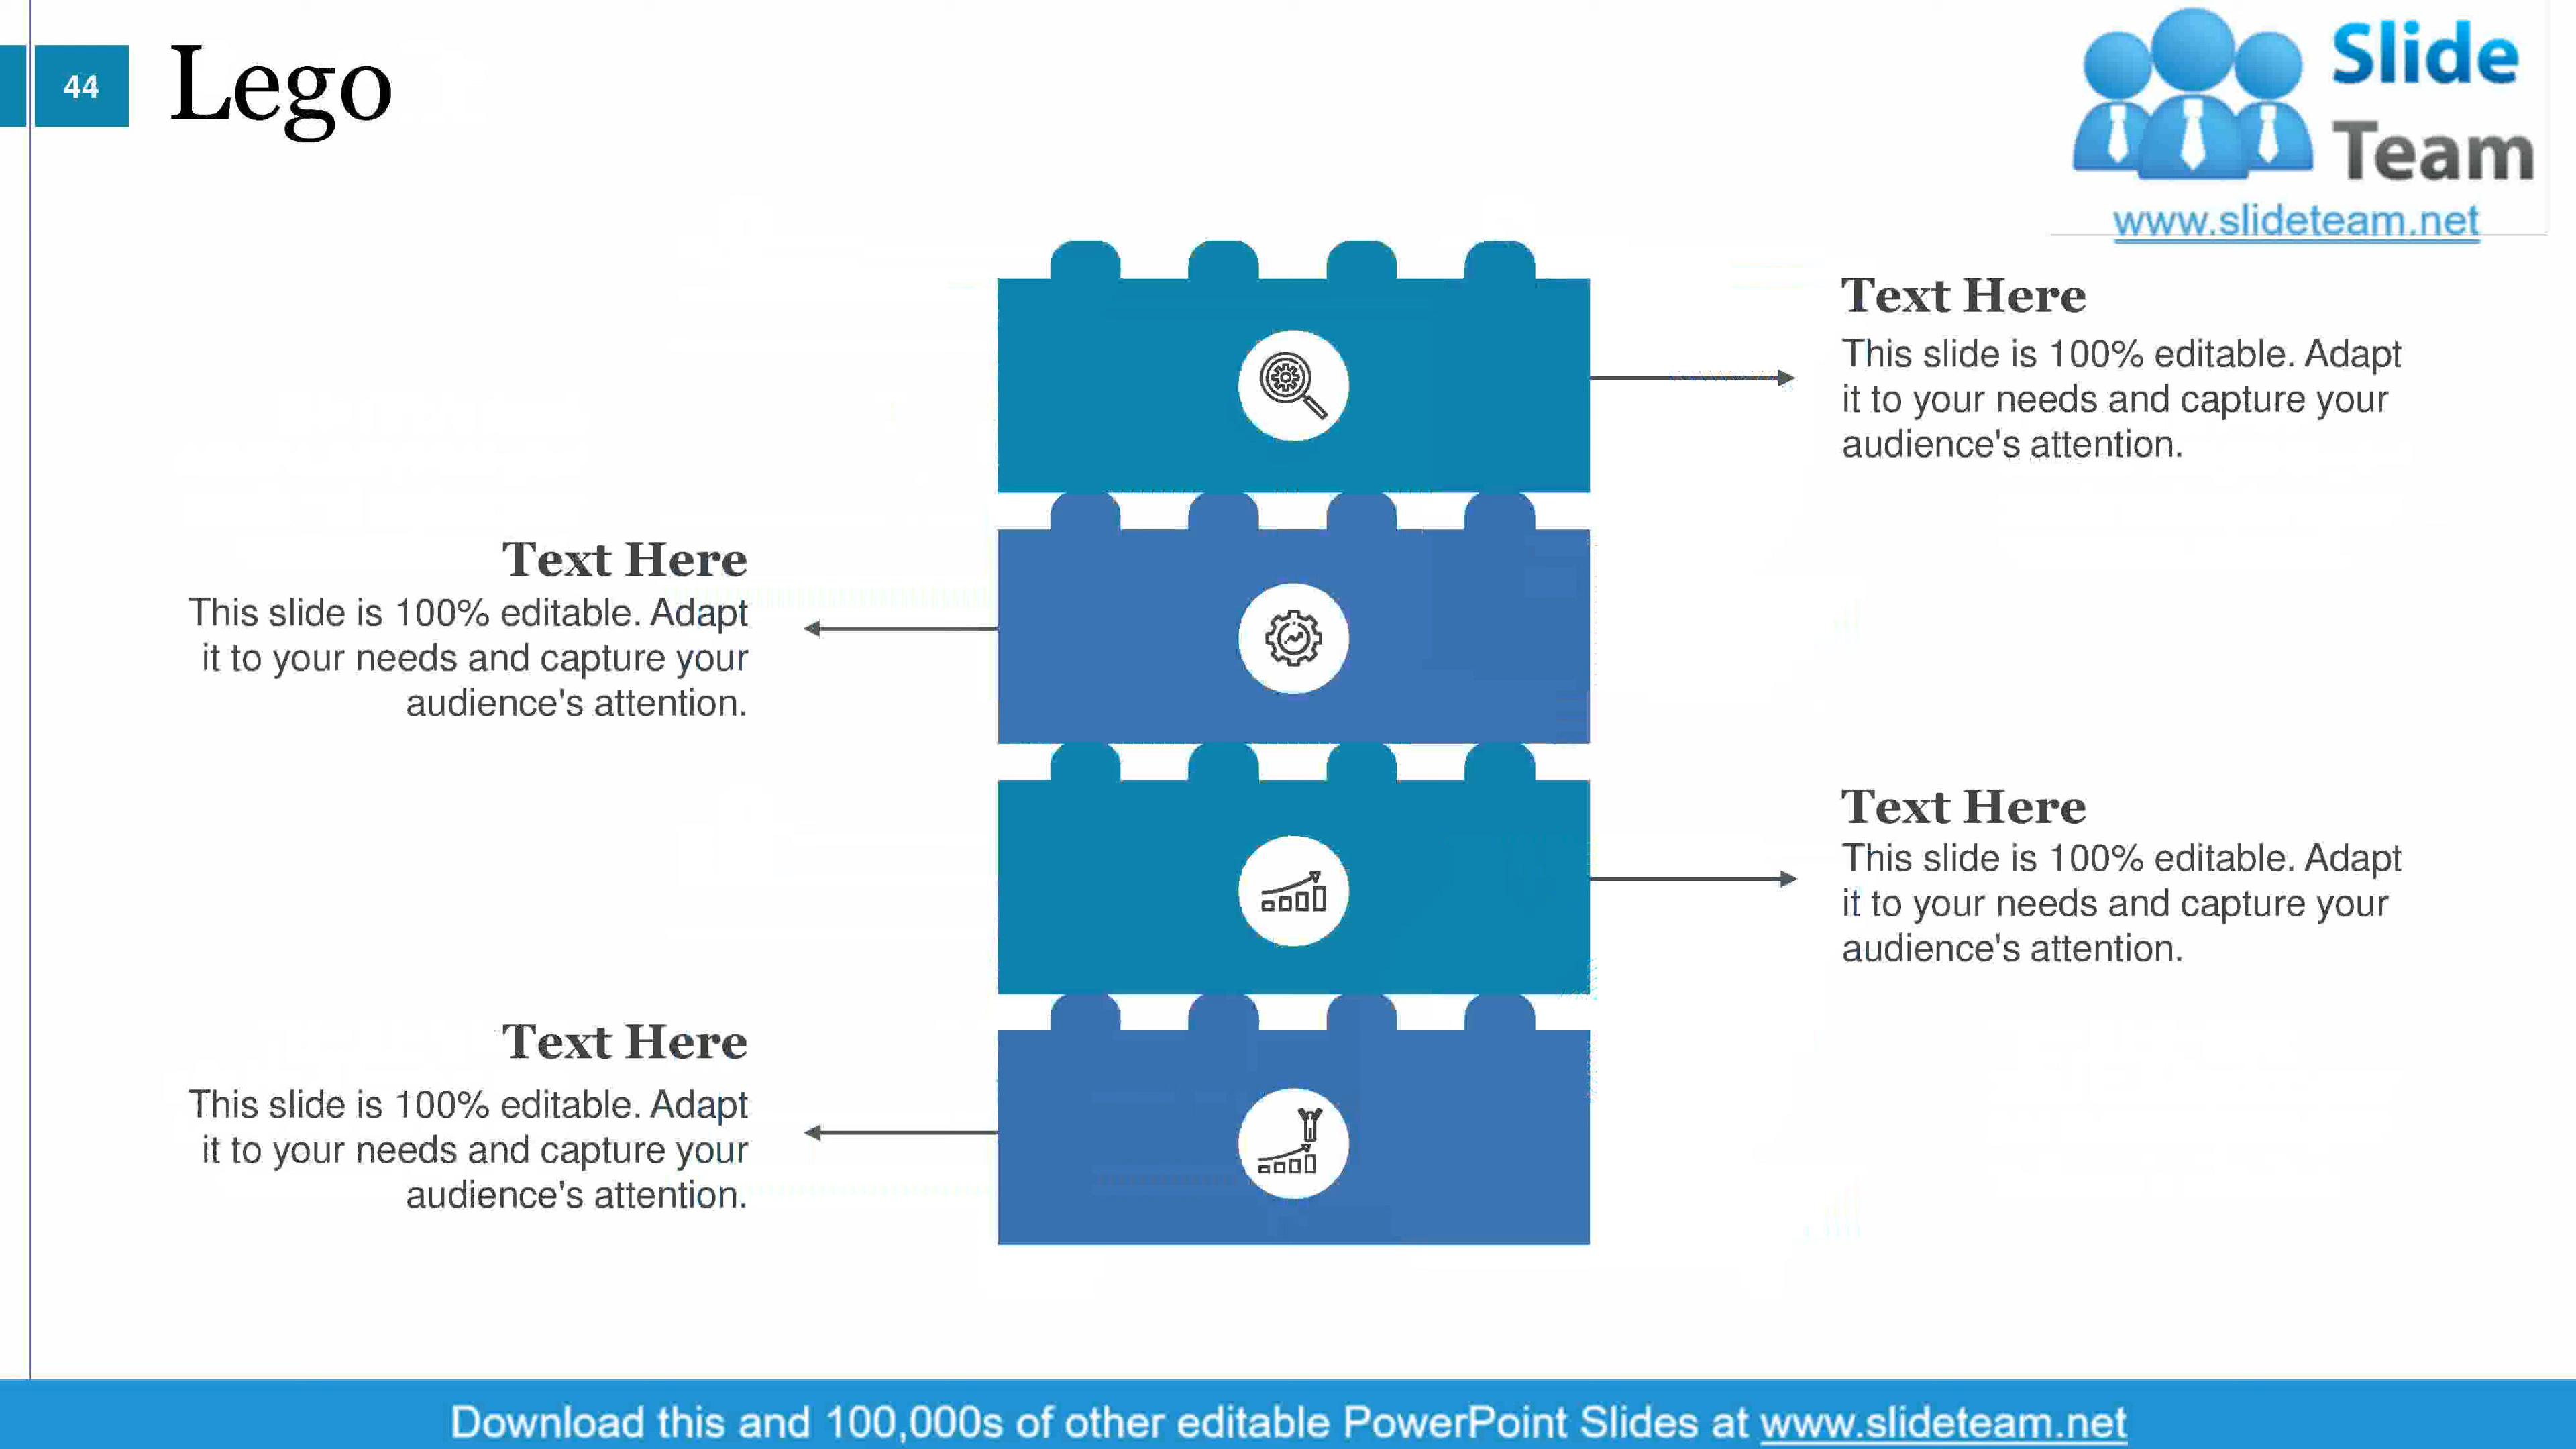 44
Lego
Slide
Team
www.slideteam.net
Text Here
This slide is 100% editable. Adapt
it to your needs and capture your
audience's attention.
Text Here
This slide is 100% editable. Adapt
it to your needs and capture your
audience's attention.
Text Here
This slide is 100% editable. Adapt
it to your needs and capture your
audience's attention.
Text Here
This slide is 100% editable. Adapt
it to your needs and capture your
audience's attention.
Download this and 100,000s of other editable PowerPoint Slides at www.slideteam.net